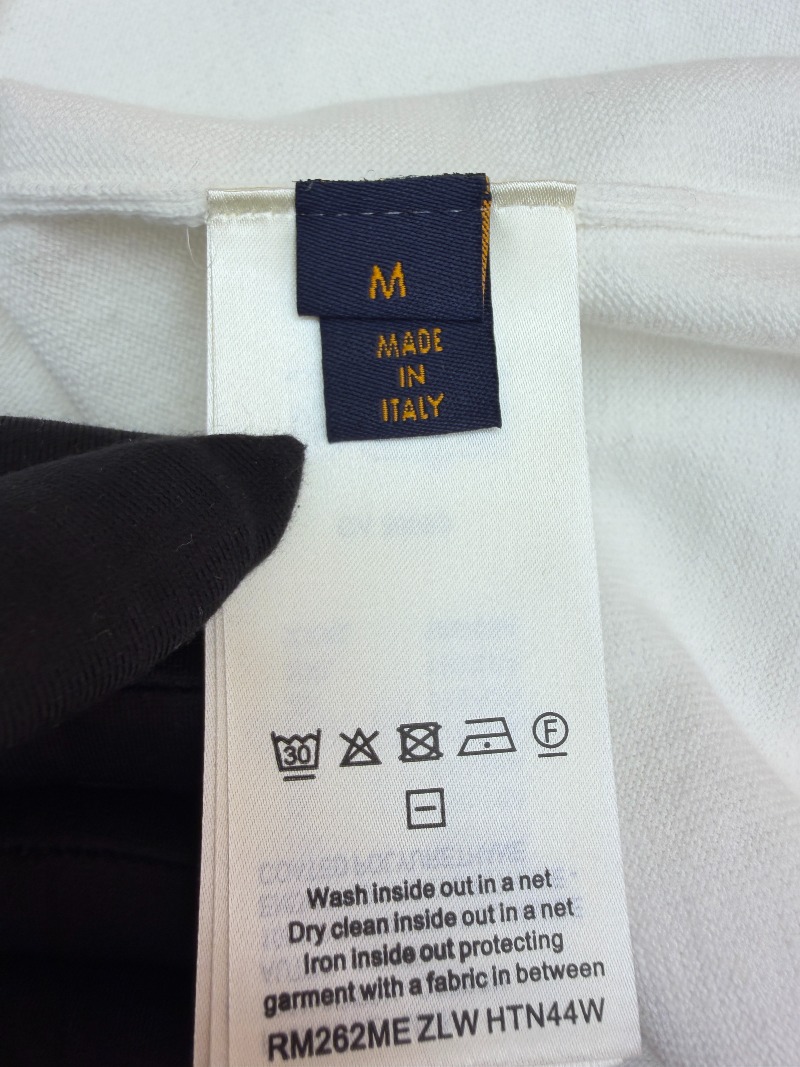 M
MADE
IN
ITALY
30
F
Wash inside out in a net
Dry clean inside out in a net
Iron inside out protecting
garment with a fabric in between
RM262ME ZLW HTN44W